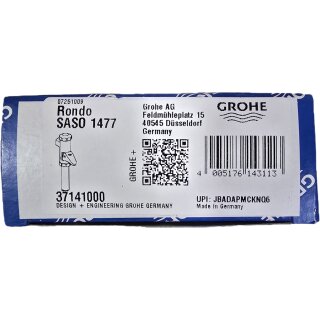 07261009
Rondo
SASO 1477
37141000
DESIGN + ENGINEERING GROHE GERMANY
Grohe AG
Feldmühleplatz 15
40545 Düsseldorf
Germany
GROHE +
GROHE
4 005176 143113
UPI: JBADAPMCKNQ6
Made in Germany